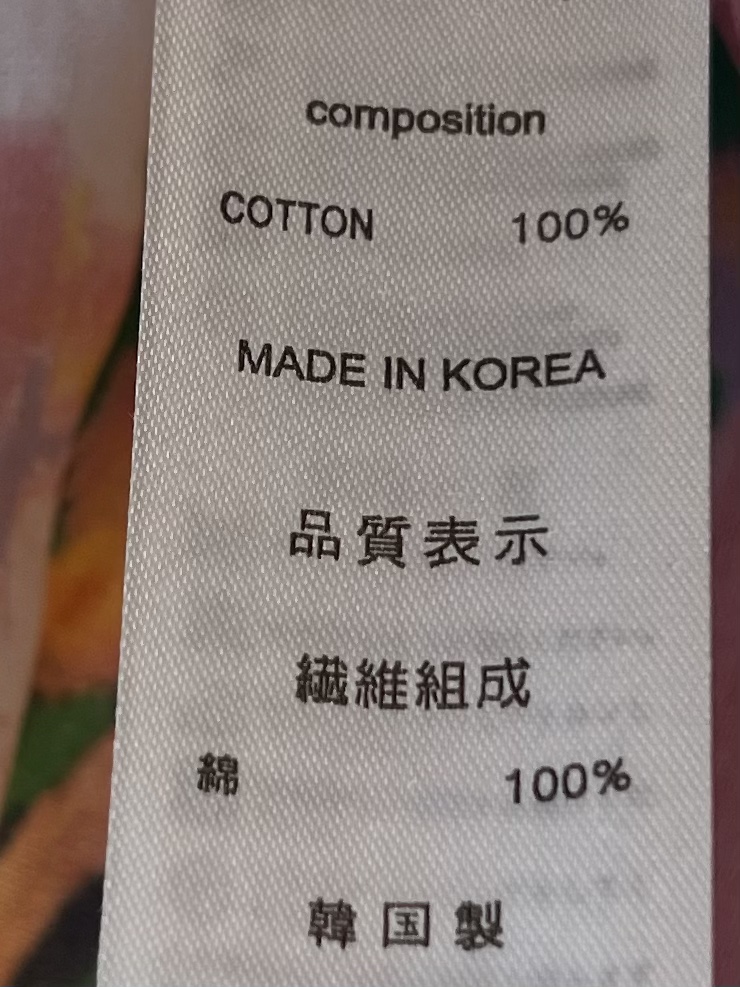 composition
COTTON 100%
MADE IN KOREA
品質表示
繊維組成
綿 100%
韓国製